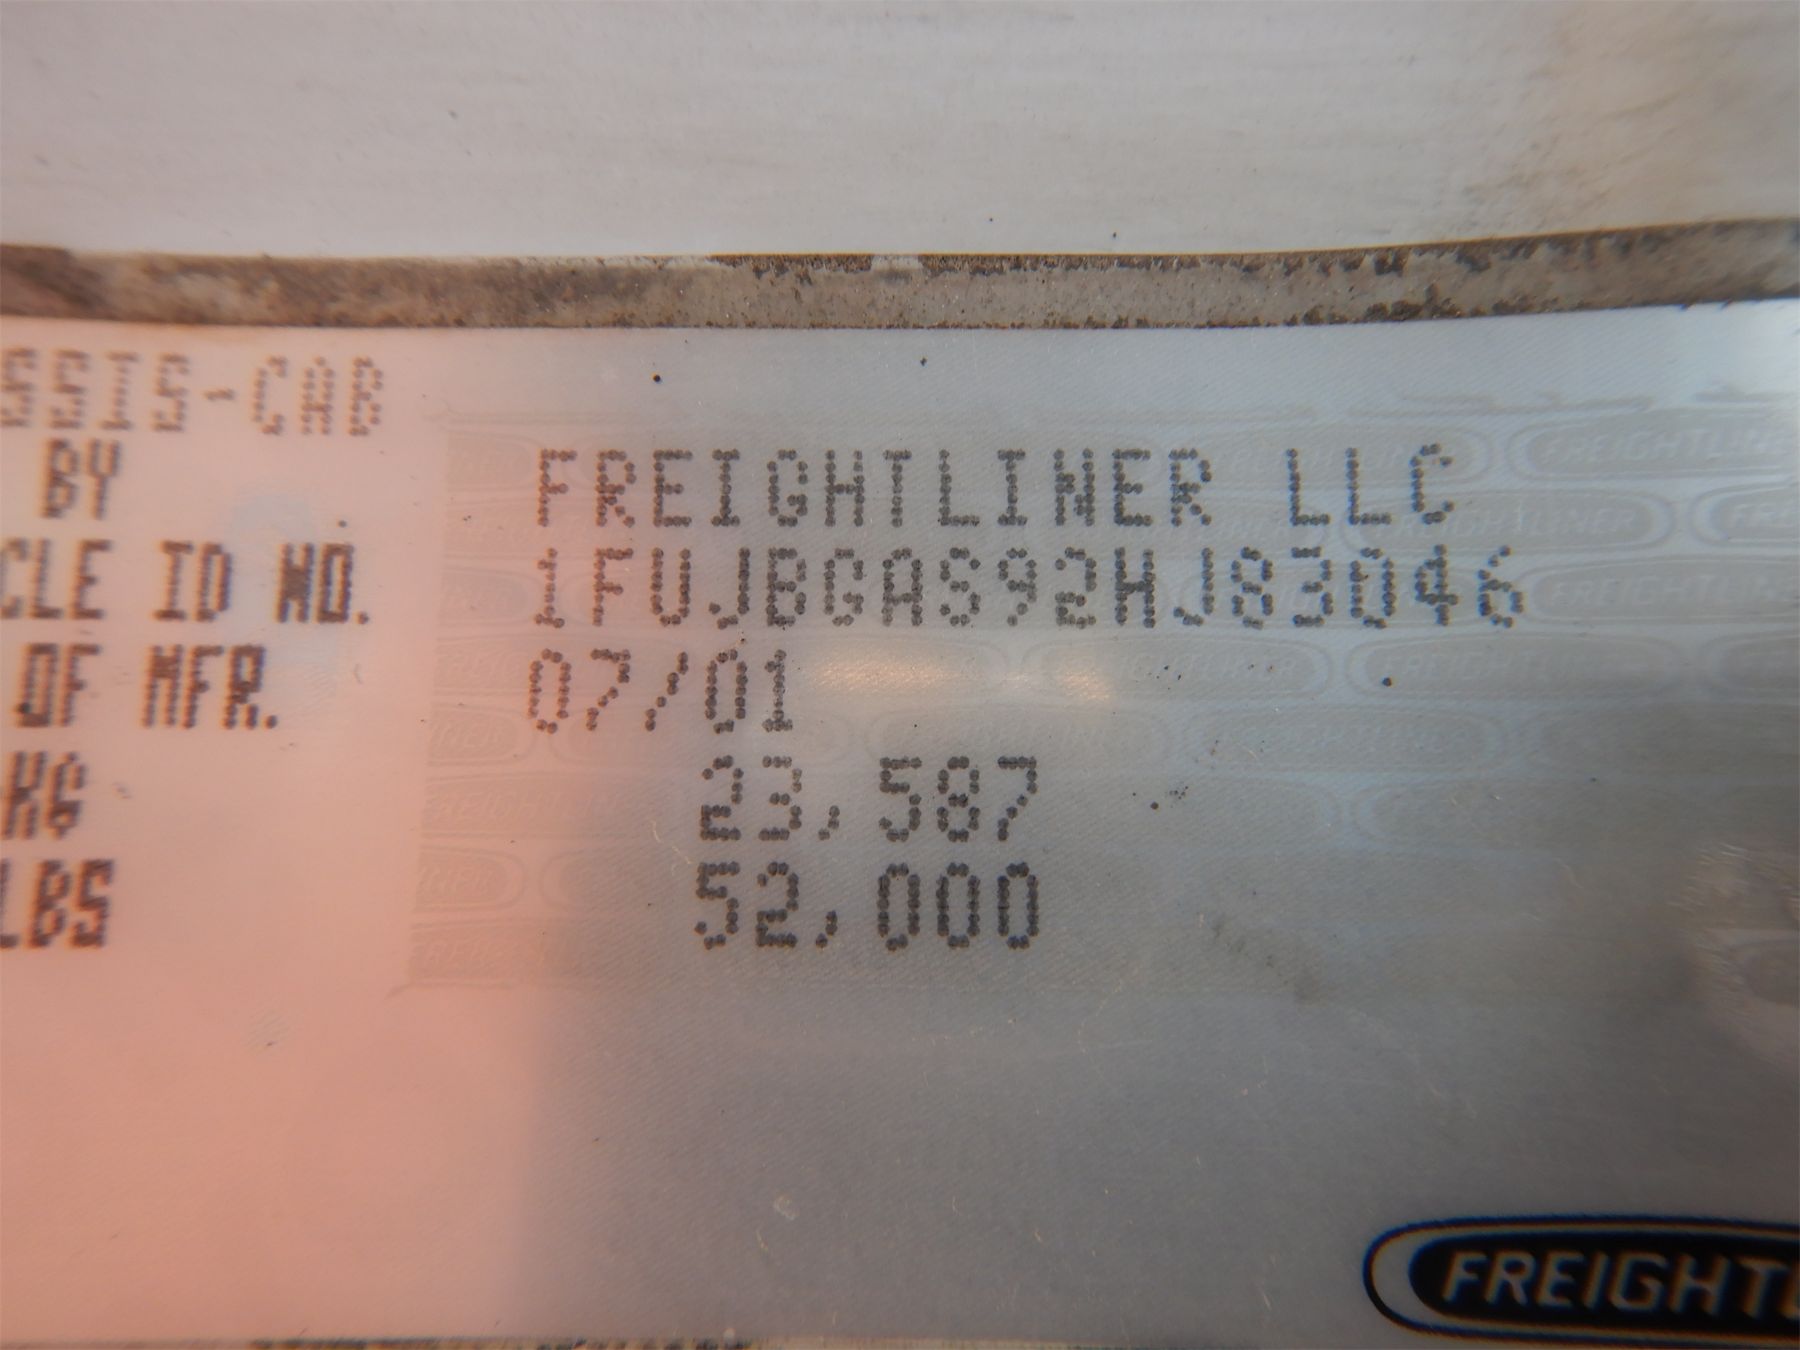 SSIS-CAB
BY FREIGHTLINER LLC
CLE ID NO. 1FUJBGAS92HJ83046
OF MFR. 07/01
KG 23,587
LBS 52,000
FREIGHTL